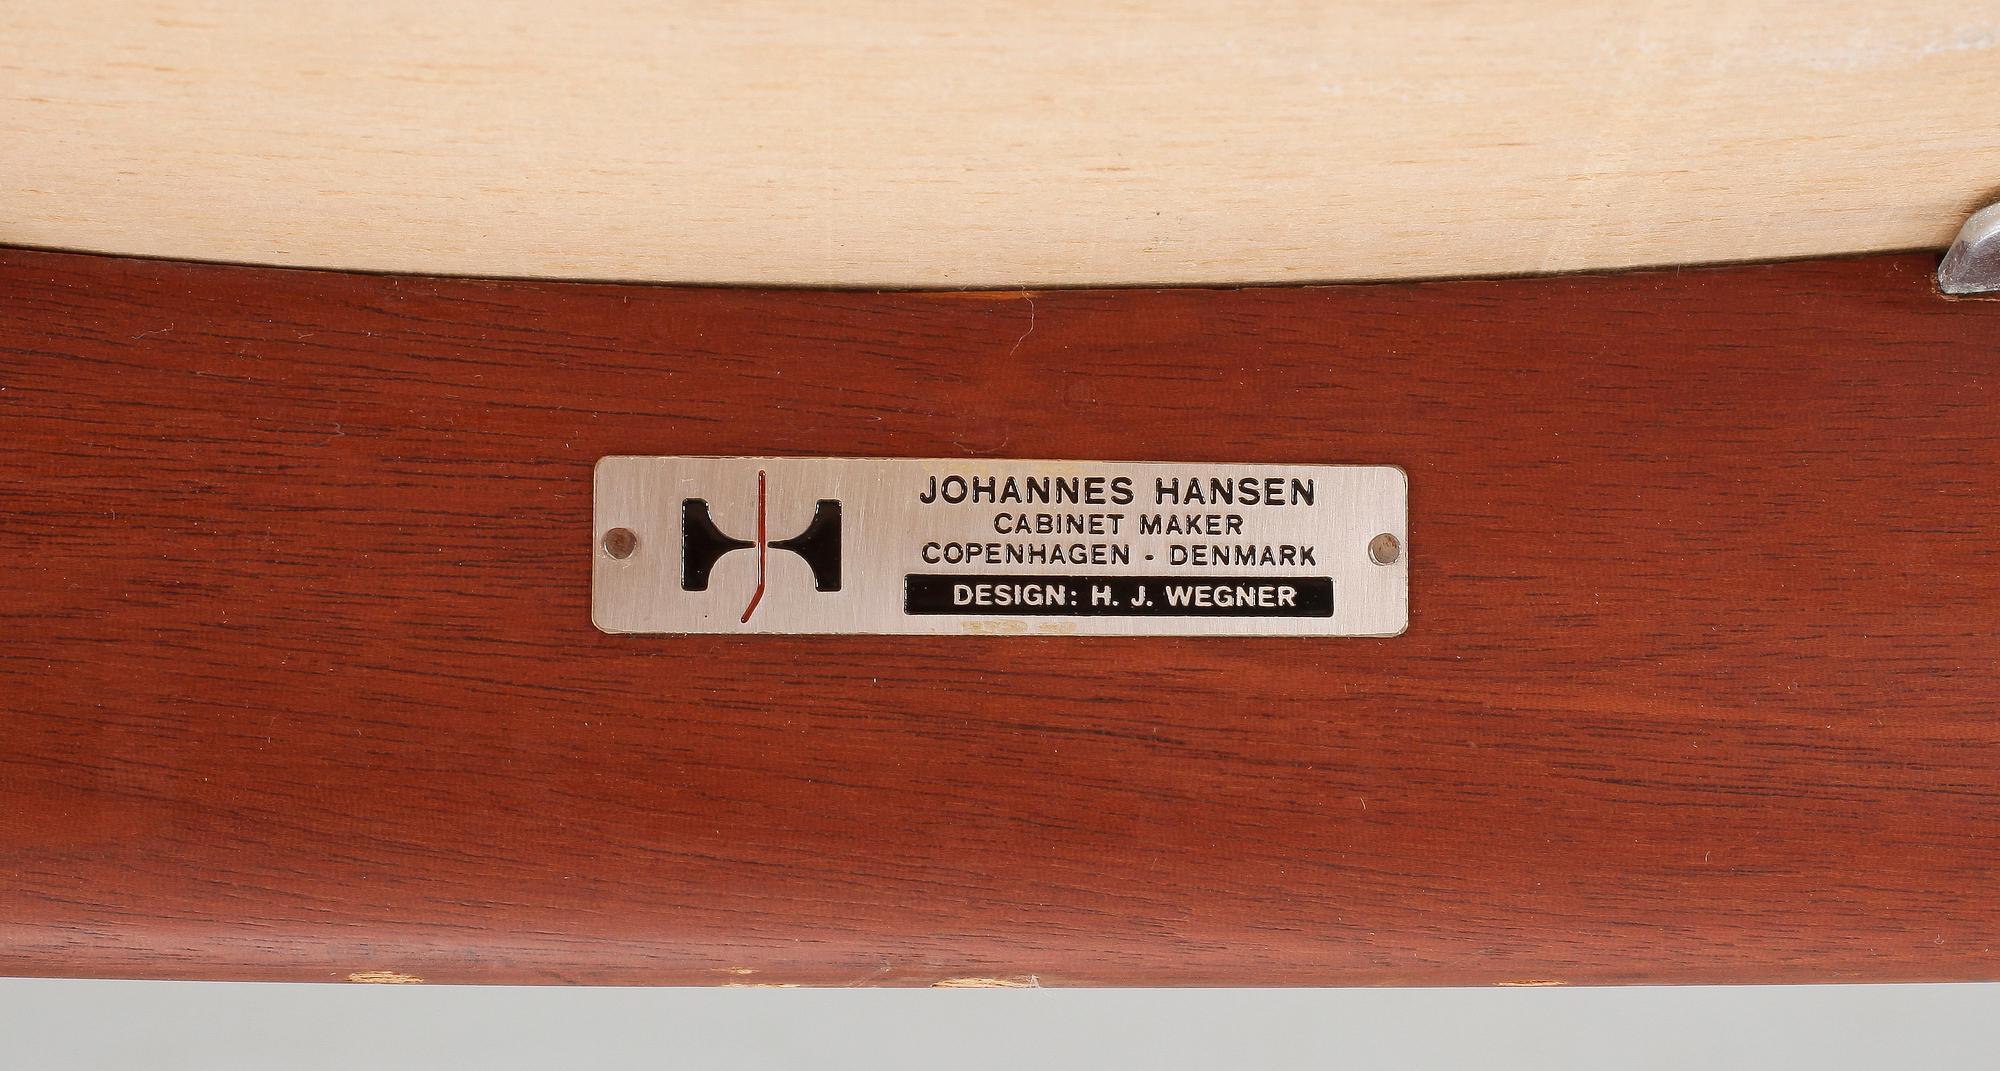 JOHANNES HANSEN
CABINET MAKER
COPENHAGEN - DENMARK
DESIGN: H. J. WEGNER